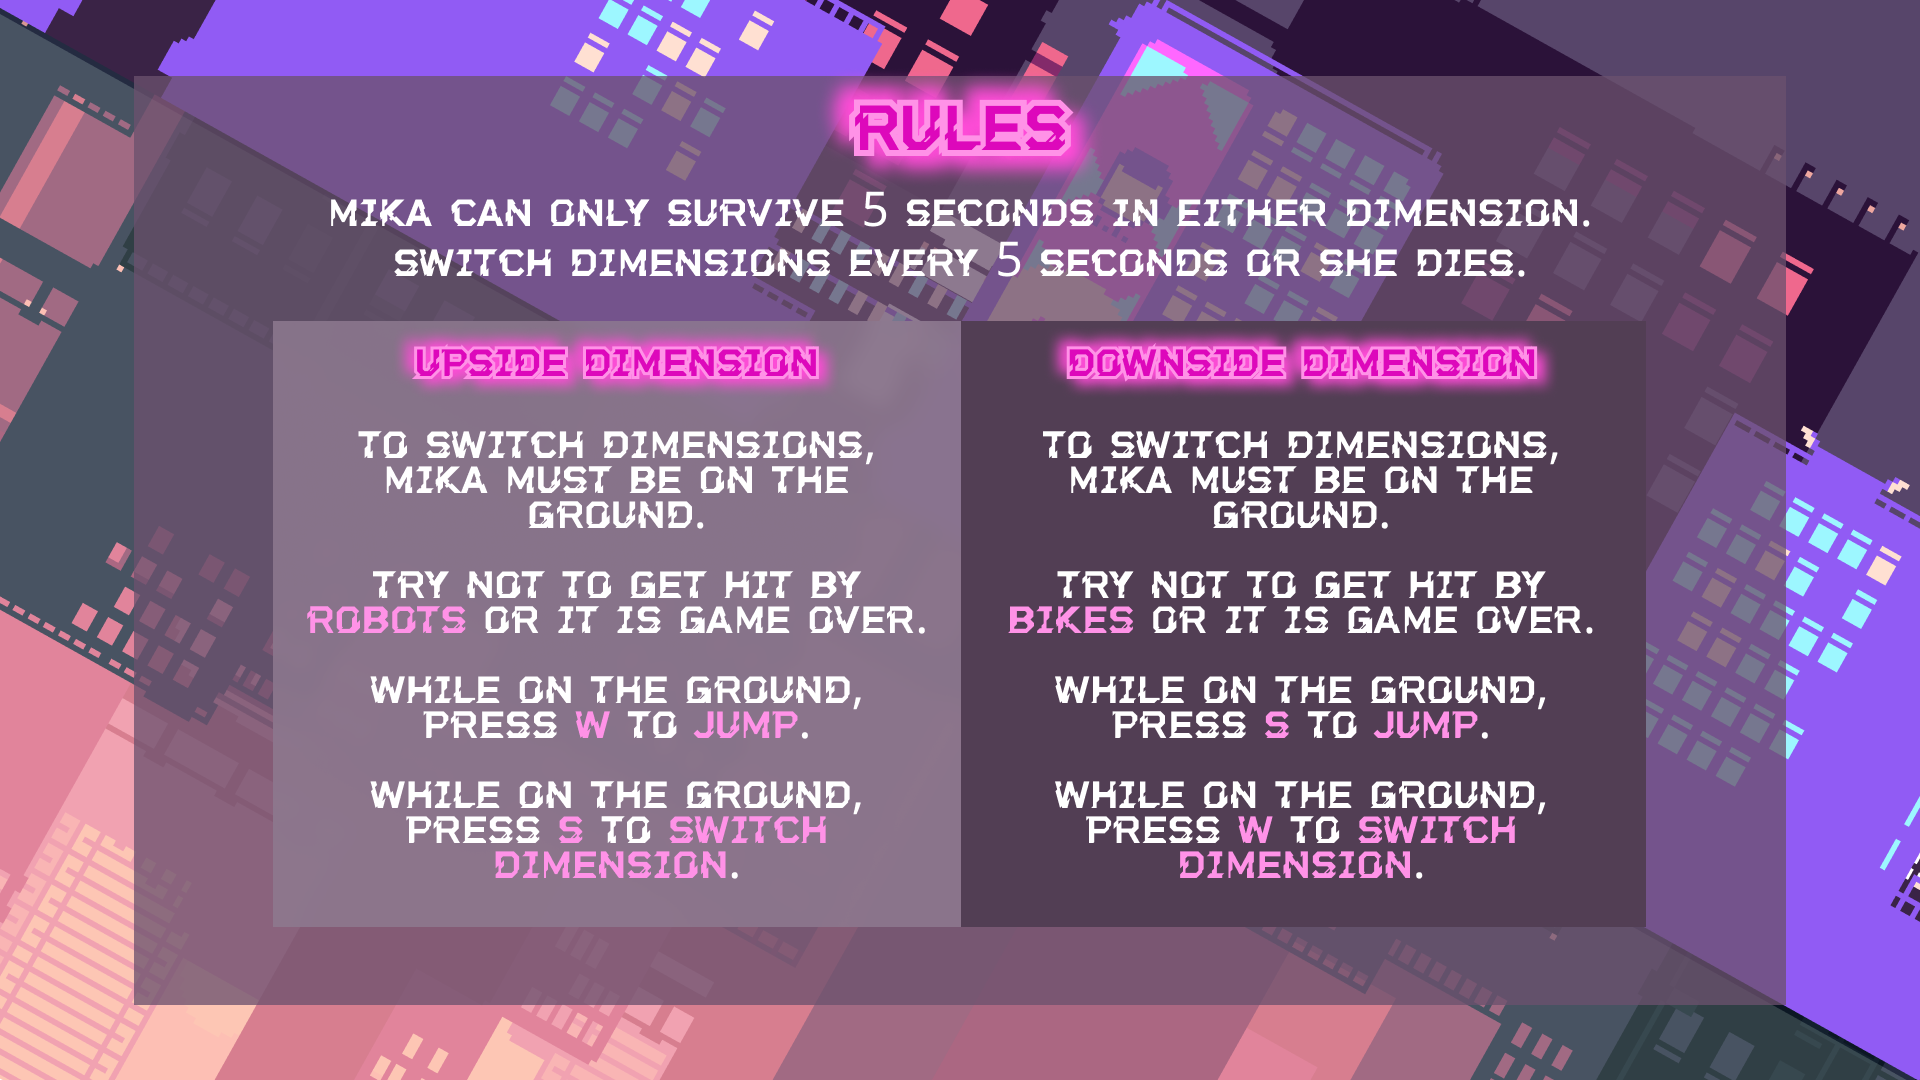 RULES
MIKA CAN ONLY SURVIVE 5 SECONDS IN EITHER DIMENSION.
SWITCH DIMENSIONS EVERY 5 SECONDS OR SHE DIES.
UPSIDE DIMENSION
TO SWITCH DIMENSIONS,
MIKA MUST BE ON THE
GROUND.
TRY NOT TO GET HIT BY
ROBOTS OR IT IS GAME OVER.
WHILE ON THE GROUND,
PRESS W TO JUMP.
WHILE ON THE GROUND,
PRESS S TO SWITCH
DIMENSION.
DOWNSIDE DIMENSION
TO SWITCH DIMENSIONS,
MIKA MUST BE ON THE
GROUND.
TRY NOT TO GET HIT BY
BIKES OR IT IS GAME OVER.
WHILE ON THE GROUND,
PRESS S TO JUMP.
WHILE ON THE GROUND,
PRESS W TO SWITCH
DIMENSION.